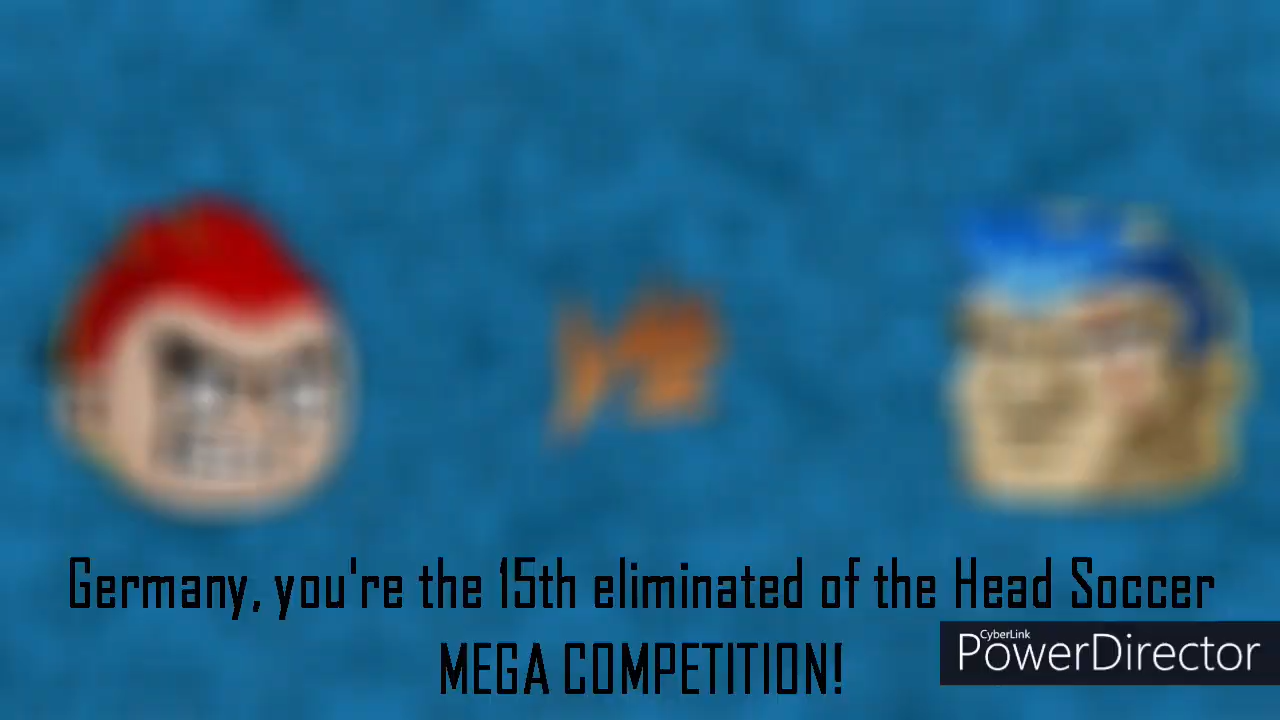 Germany, you're the 15th eliminated of the Head Soccer
MEGA COMPETITION!
CyberLink
PowerDirector